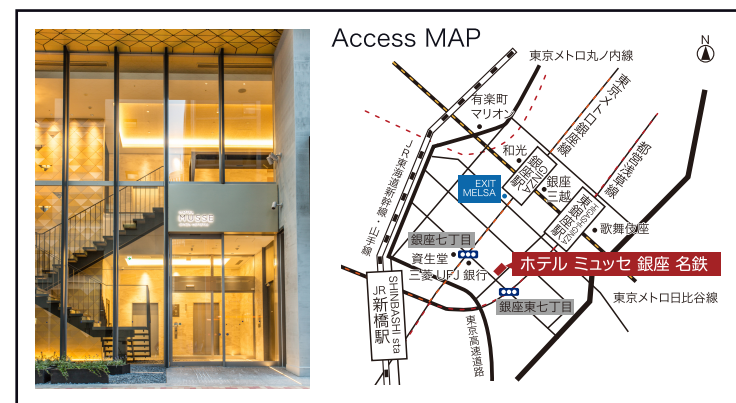 Access MAP
N
東京メトロ丸ノ内線
有楽町
マリオン
東京メトロ銀座線
都営浅草線
JR東海道新幹線・山手線
和光
GINZA
銀座駅
銀座
三越
EXIT
MELSA
HIGASHI-GINZA
東銀座駅
歌舞伎座
銀座七丁目
資生堂
三菱UFJ 銀行
ホテル ミュッセ 銀座 名鉄
銀座東七丁目
東京メトロ日比谷線
SHINBASHI sta
JR
新橋駅
東京高速道路
HOTEL
MUSSE